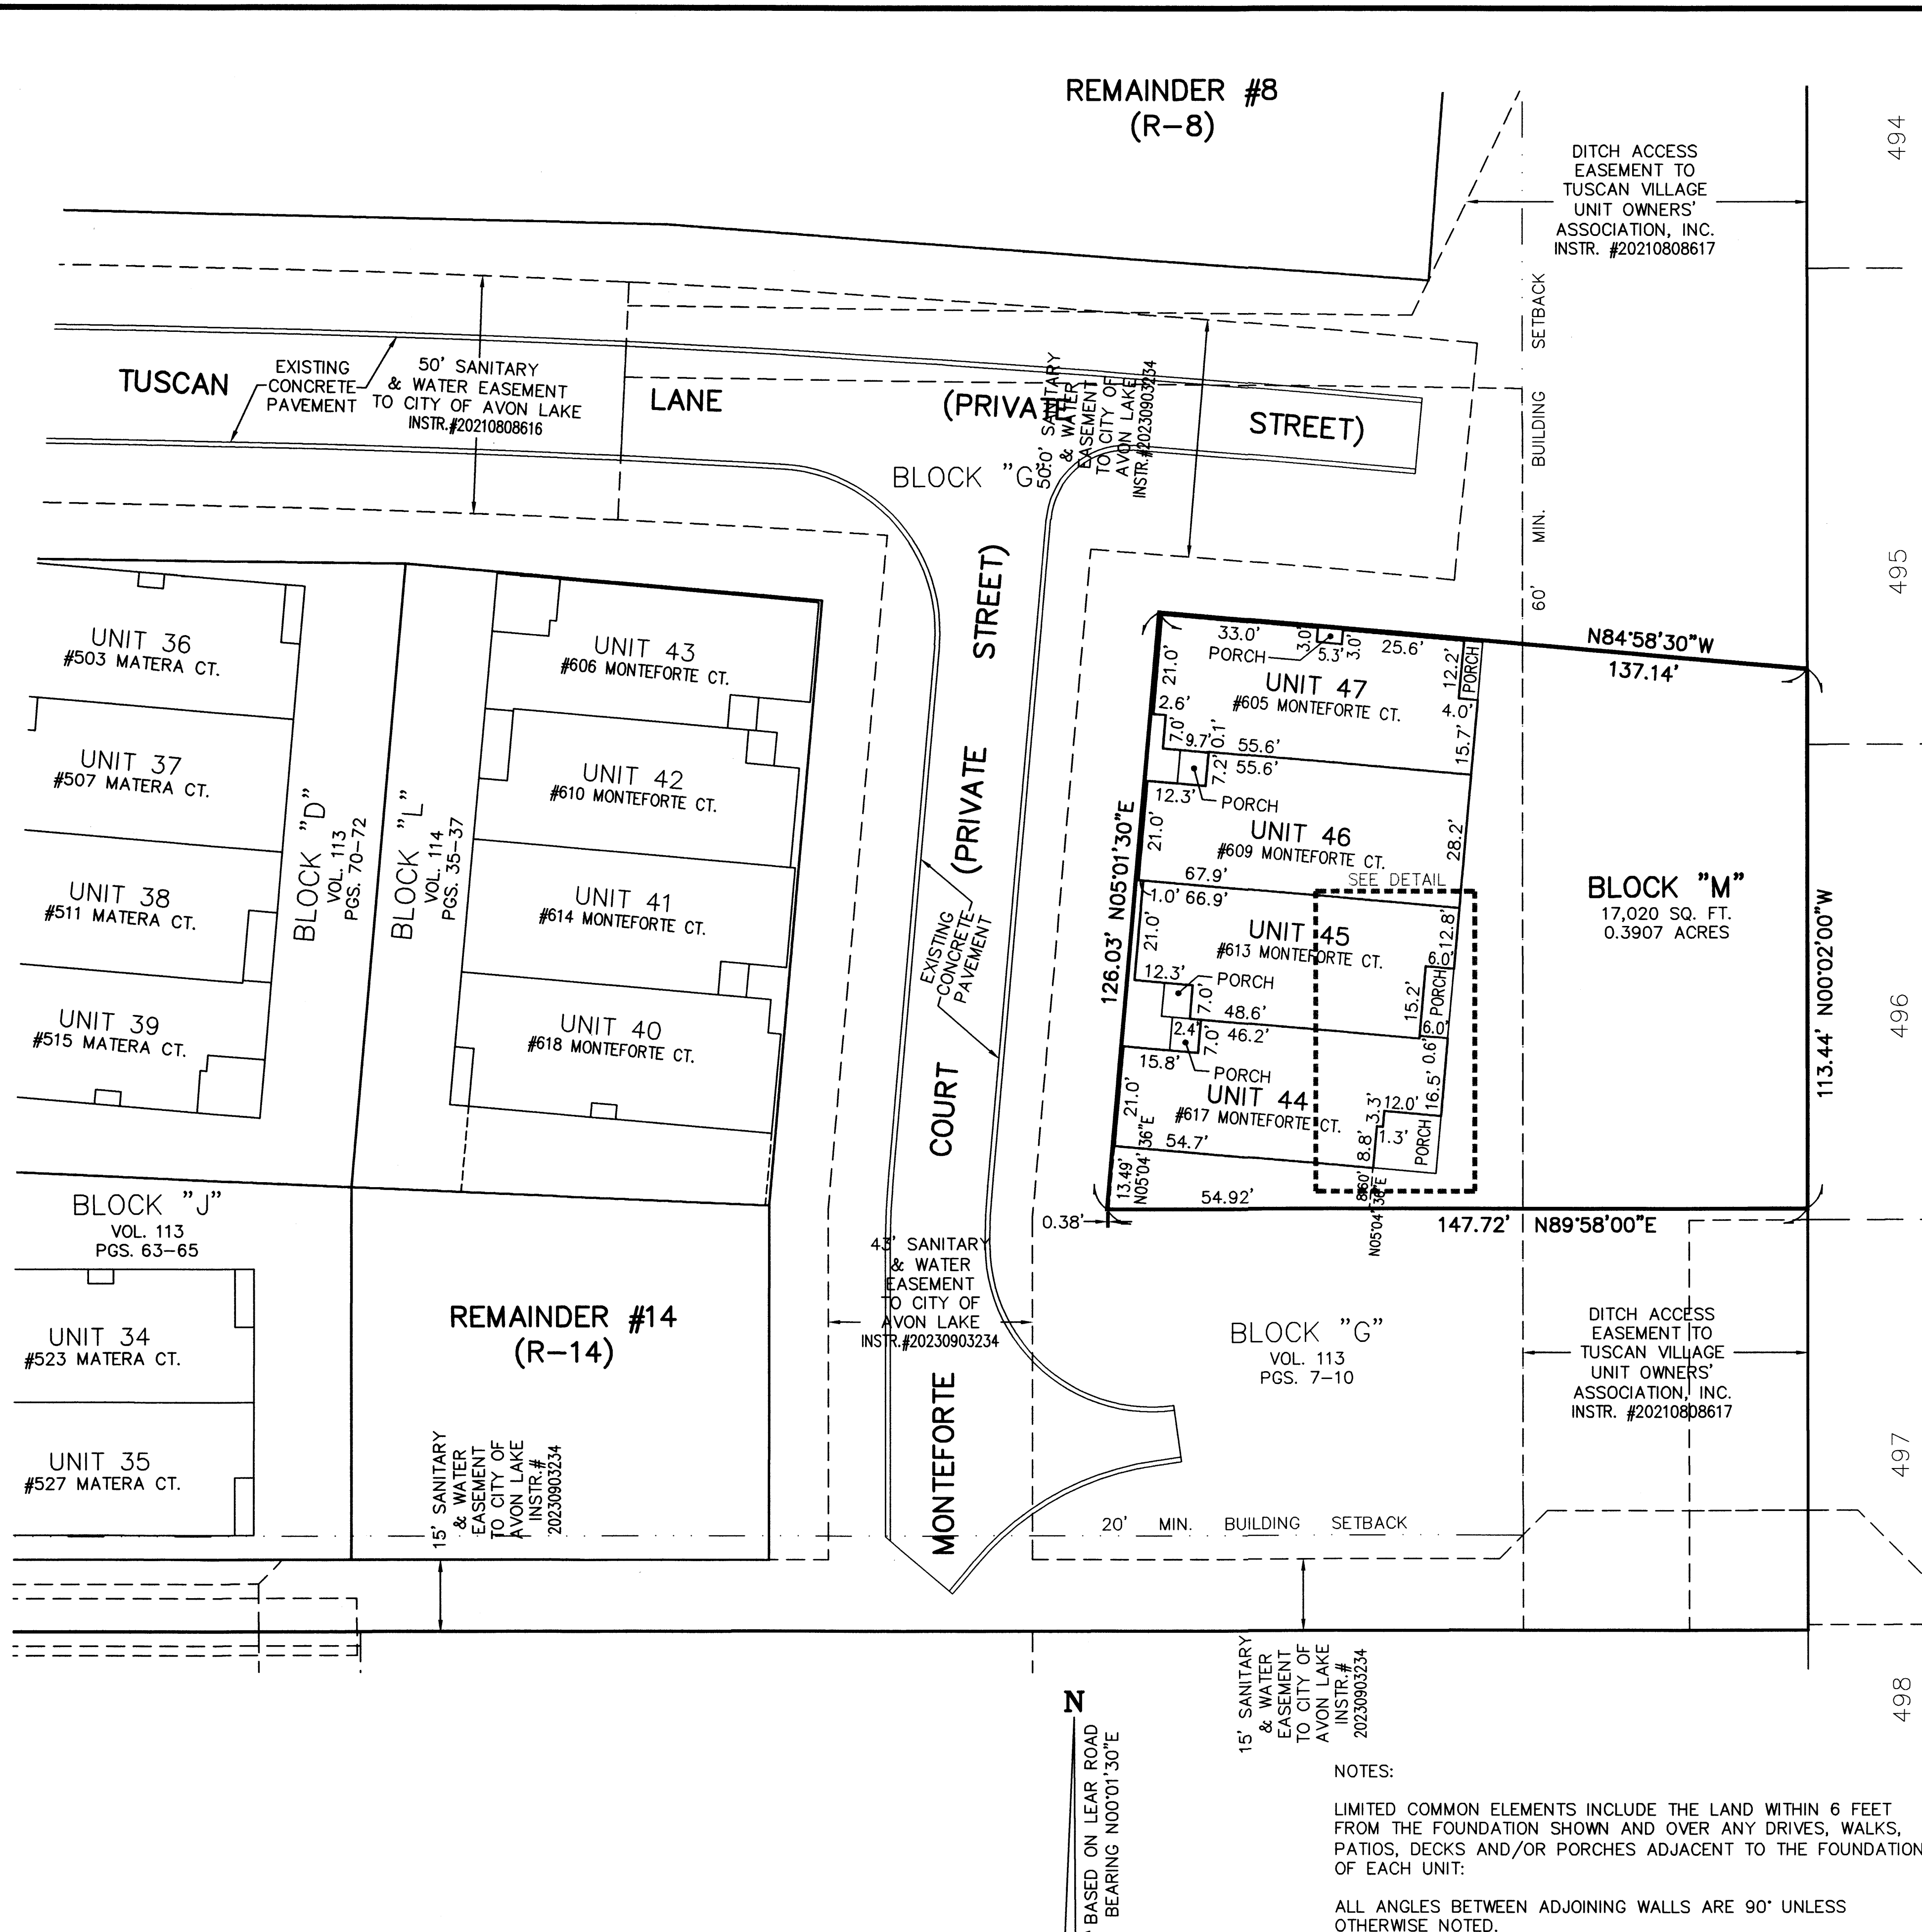 REMAINDER #8
(R-8)
DITCH ACCESS
EASEMENT TO
TUSCAN VILLAGE
UNIT OWNERS'
ASSOCIATION, INC.
INSTR. #20210808617
494
495
496
497
498
60' MIN. BUILDING SETBACK
TUSCAN LANE (PRIVATE STREET)
EXISTING
CONCRETE
PAVEMENT
50' SANITARY
& WATER EASEMENT
TO CITY OF AVON LAKE
INSTR.#20210808616
50.0' SANITARY
& WATER
EASEMENT
TO CITY OF
AVON LAKE
INSTR.#20230903234
BLOCK "G"
UNIT 36
#503 MATERA CT.
UNIT 37
#507 MATERA CT.
UNIT 38
#511 MATERA CT.
UNIT 39
#515 MATERA CT.
BLOCK "D"
VOL. 113
PGS. 70-72
BLOCK "L"
VOL. 114
PGS. 35-37
UNIT 43
#606 MONTEFORTE CT.
UNIT 42
#610 MONTEFORTE CT.
UNIT 41
#614 MONTEFORTE CT.
UNIT 40
#618 MONTEFORTE CT.
MONTEFORTE COURT (PRIVATE STREET)
EXISTING
CONCRETE
PAVEMENT
N84°58'30"W
137.14'
33.0'
3.0'
5.3'
3.0'
25.6'
PORCH
12.2'
PORCH
21.0'
UNIT 47
#605 MONTEFORTE CT.
4.0'
2.6'
7.0'
9.7'
0.1'
55.6'
15.7'
55.6'
7.2'
12.3'
PORCH
21.0'
UNIT 46
#609 MONTEFORTE CT.
28.2'
67.9'
SEE DETAIL
1.0'
66.9'
21.0'
UNIT 45
#613 MONTEFORTE CT.
12.8'
6.0'
12.3'
PORCH
7.0'
15.2'
PORCH
48.6'
6.0'
2.4'
7.0'
46.2'
0.6'
15.8'
PORCH
21.0'
UNIT 44
#617 MONTEFORTE CT.
16.5'
12.0'
3.3'
1.3'
8.8'
PORCH
54.7'
13.49'
N05°04'36"E
8.60'
N05°04'36"E
54.92'
0.38'
126.03' N05°01'30"E
BLOCK "M"
17,020 SQ. FT.
0.3907 ACRES
113.44' N00°02'00"W
147.72' N89°58'00"E
BLOCK "J"
VOL. 113
PGS. 63-65
UNIT 34
#523 MATERA CT.
UNIT 35
#527 MATERA CT.
REMAINDER #14
(R-14)
43' SANITARY
& WATER
EASEMENT
TO CITY OF
AVON LAKE
INSTR.#20230903234
BLOCK "G"
VOL. 113
PGS. 7-10
DITCH ACCESS
EASEMENT TO
TUSCAN VILLAGE
UNIT OWNERS'
ASSOCIATION, INC.
INSTR. #20210808617
15' SANITARY
& WATER
EASEMENT
TO CITY OF
AVON LAKE
INSTR.#
20230903234
20' MIN. BUILDING SETBACK
15' SANITARY
& WATER
EASEMENT
TO CITY OF
AVON LAKE
INSTR.#
20230903234
N
BASED ON LEAR ROAD
BEARING N00°01'30"E
NOTES:
LIMITED COMMON ELEMENTS INCLUDE THE LAND WITHIN 6 FEET
FROM THE FOUNDATION SHOWN AND OVER ANY DRIVES, WALKS,
PATIOS, DECKS AND/OR PORCHES ADJACENT TO THE FOUNDATION
OF EACH UNIT:
ALL ANGLES BETWEEN ADJOINING WALLS ARE 90° UNLESS
OTHERWISE NOTED.